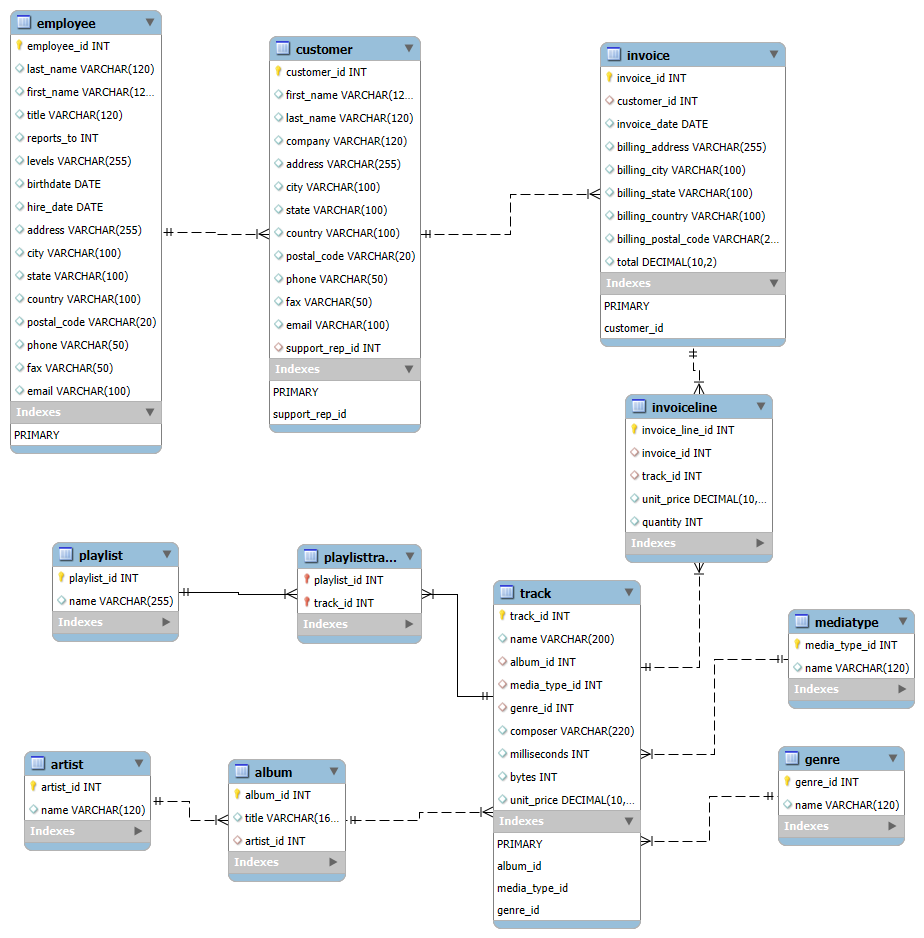 employee
employee_id INT
last_name VARCHAR(120)
first_name VARCHAR(12...
title VARCHAR(120)
reports_to INT
levels VARCHAR(255)
birthdate DATE
hire_date DATE
address VARCHAR(255)
city VARCHAR(100)
state VARCHAR(100)
country VARCHAR(100)
postal_code VARCHAR(20)
phone VARCHAR(50)
fax VARCHAR(50)
email VARCHAR(100)
Indexes
PRIMARY
customer
customer_id INT
first_name VARCHAR(12...
last_name VARCHAR(120)
company VARCHAR(120)
address VARCHAR(255)
city VARCHAR(100)
state VARCHAR(100)
country VARCHAR(100)
postal_code VARCHAR(20)
phone VARCHAR(50)
fax VARCHAR(50)
email VARCHAR(100)
support_rep_id INT
Indexes
PRIMARY
support_rep_id
invoice
invoice_id INT
customer_id INT
invoice_date DATE
billing_address VARCHAR(255)
billing_city VARCHAR(100)
billing_state VARCHAR(100)
billing_country VARCHAR(100)
billing_postal_code VARCHAR(2...
total DECIMAL(10,2)
Indexes
PRIMARY
customer_id
invoiceline
invoice_line_id INT
invoice_id INT
track_id INT
unit_price DECIMAL(10,...
quantity INT
Indexes
playlist
playlist_id INT
name VARCHAR(255)
Indexes
playlisttra...
playlist_id INT
track_id INT
Indexes
track
track_id INT
name VARCHAR(200)
album_id INT
media_type_id INT
genre_id INT
composer VARCHAR(220)
milliseconds INT
bytes INT
unit_price DECIMAL(10,...
Indexes
PRIMARY
album_id
media_type_id
genre_id
mediatype
media_type_id INT
name VARCHAR(120)
Indexes
artist
artist_id INT
name VARCHAR(120)
Indexes
album
album_id INT
title VARCHAR(16...
artist_id INT
Indexes
genre
genre_id INT
name VARCHAR(120)
Indexes